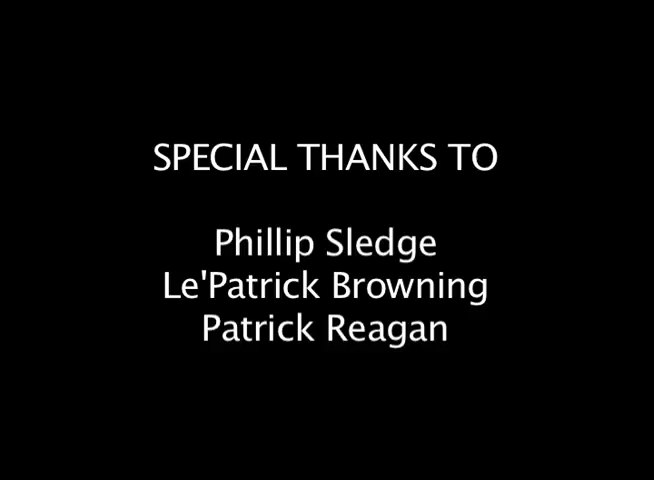 SPECIAL THANKS TO
Phillip Sledge
Le'Patrick Browning
Patrick Reagan